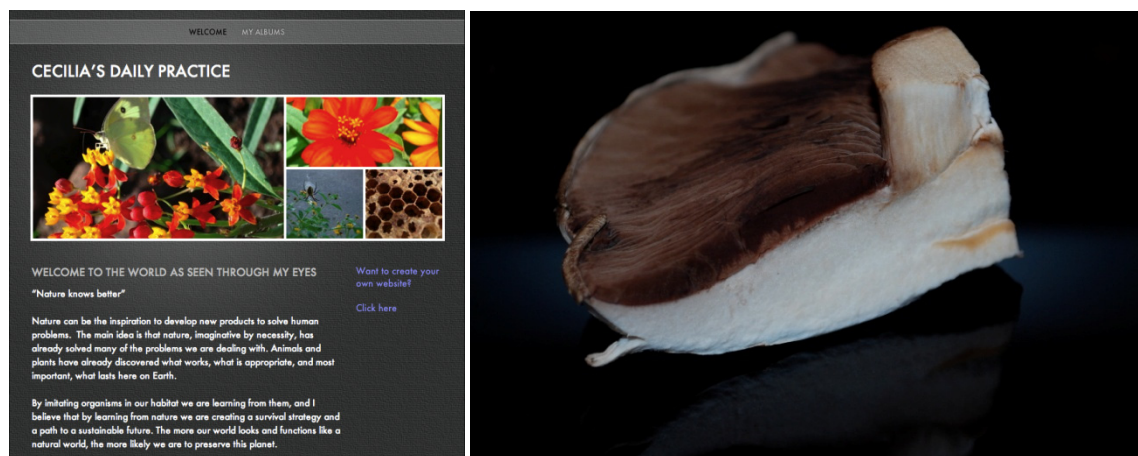 WELCOME MY ALBUMS
CECILIA'S DAILY PRACTICE
WELCOME TO THE WORLD AS SEEN THROUGH MY EYES
"Nature knows better"
Nature can be the inspiration to develop new products to solve human
problems.  The main idea is that nature, imaginative by necessity, has
already solved many of the problems we are dealing with. Animals and
plants have already discovered what works, what is appropriate, and most
important, what lasts here on Earth.
By imitating organisms in our habitat we are learning from them, and I
believe that by learning from nature we are creating a survival strategy and
a path to a sustainable future. The more our world looks and functions like a
natural world, the more likely we are to preserve this planet.
Want to create your
own website?
Click here